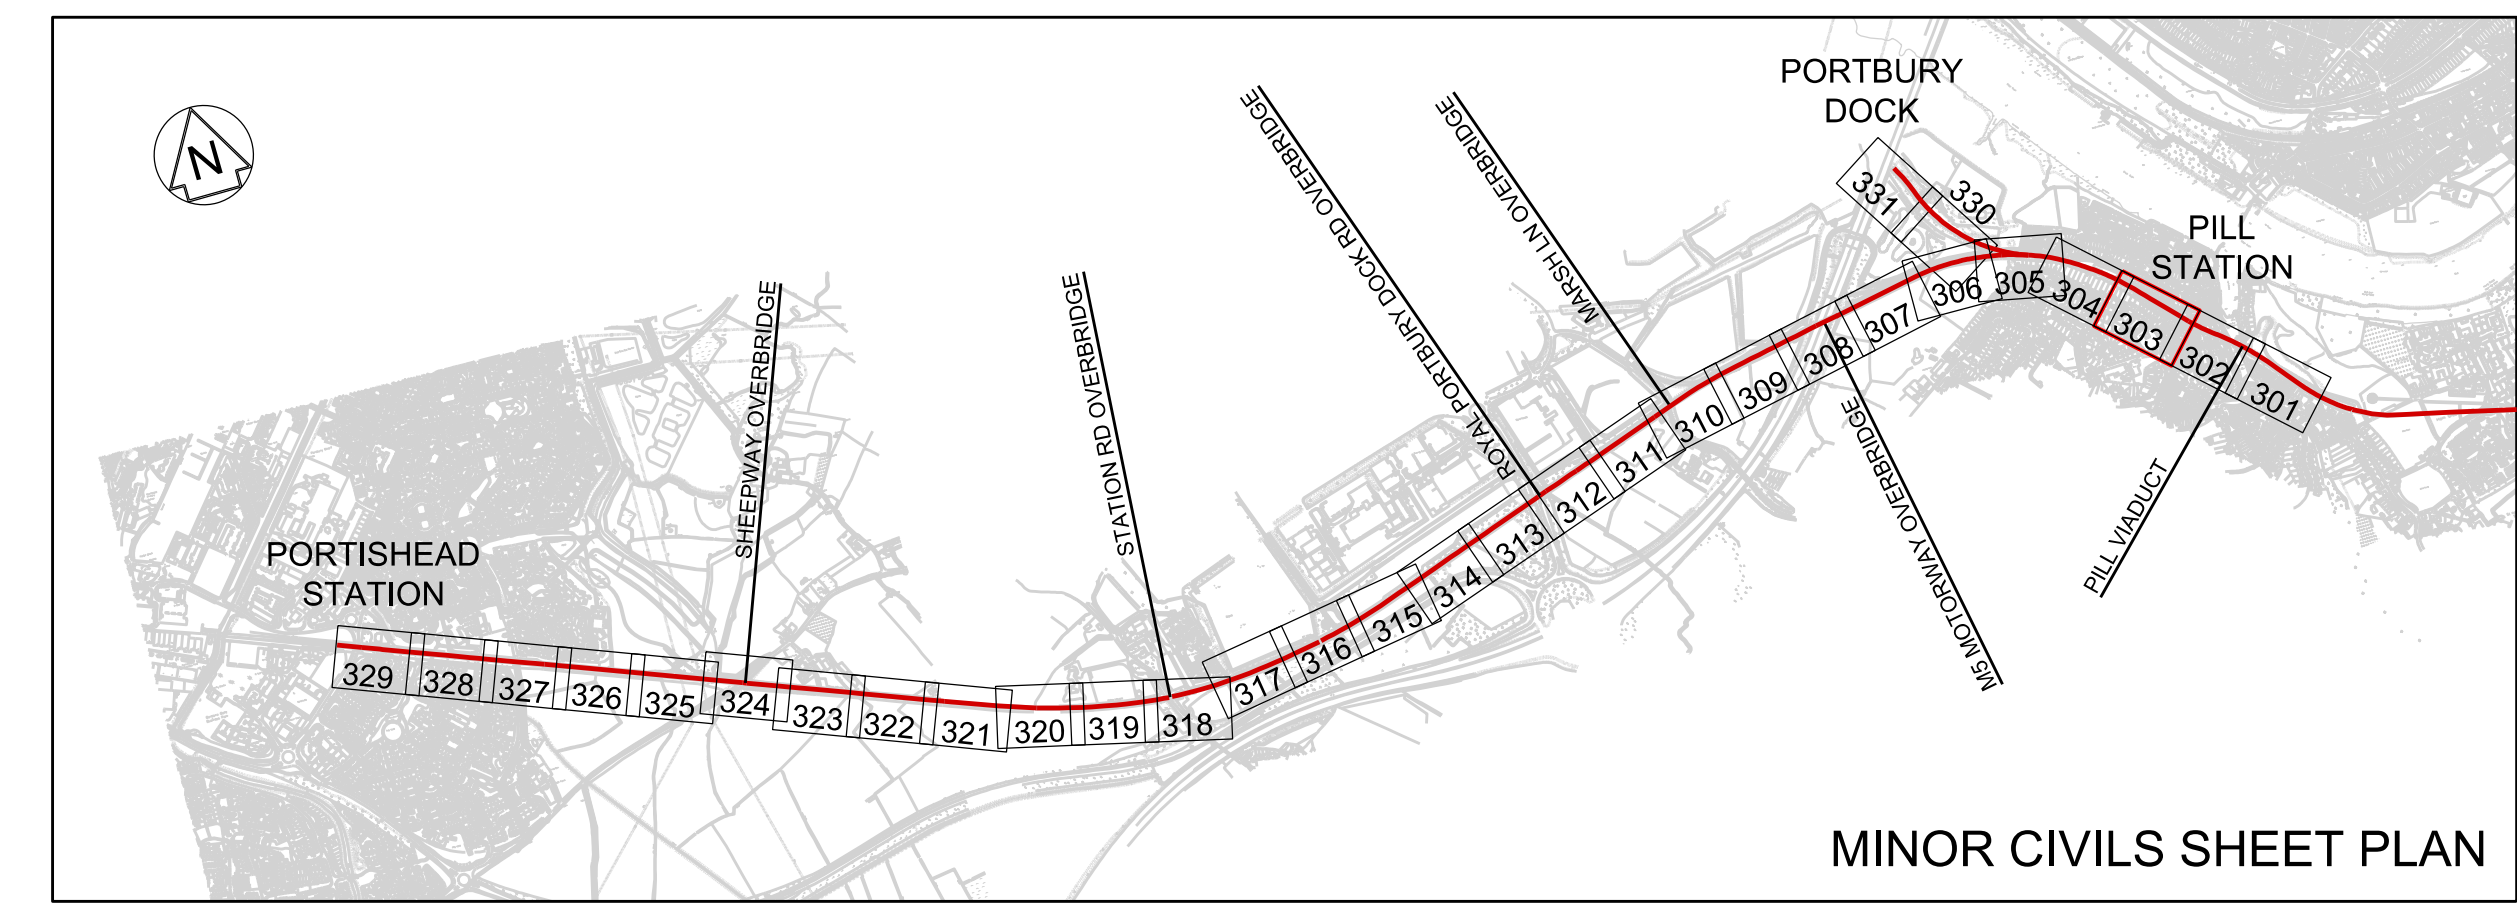 N
PORTISHEAD
STATION
SHEEPWAY OVERBRIDGE
STATION RD OVERBRIDGE
ROYAL PORTBURY DOCK RD OVERBRIDGE
MARSH LN OVERBRIDGE
M5 MOTORWAY OVERBRIDGE
PORTBURY
DOCK
PILL
STATION
PILL VIADUCT
329
328
327
326
325
324
323
322
321
320
319
318
317
316
315
314
313
312
311
310
309
308
307
306
305
304
303
302
301
331
330
MINOR CIVILS SHEET PLAN